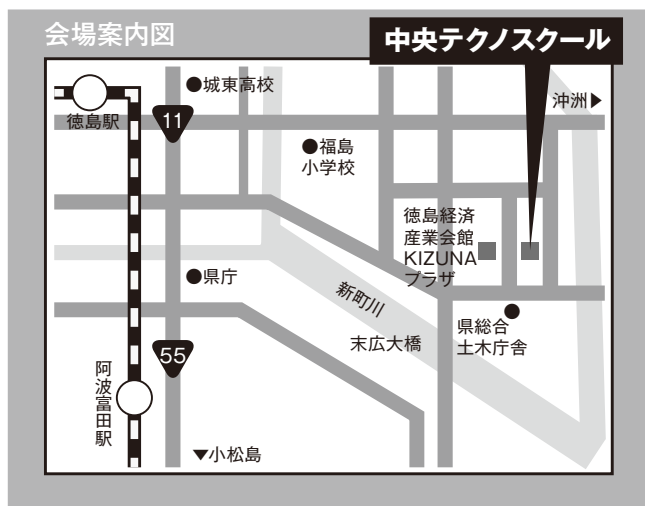 会場案内図
中央テクノスクール
城東高校
沖洲▶
徳島駅
11
●福島
小学校
徳島経済
産業会館
KIZUNA
プラザ
●県庁
新町川
県総合
土木庁舎
末広大橋
55
阿波富田駅
▼小松島